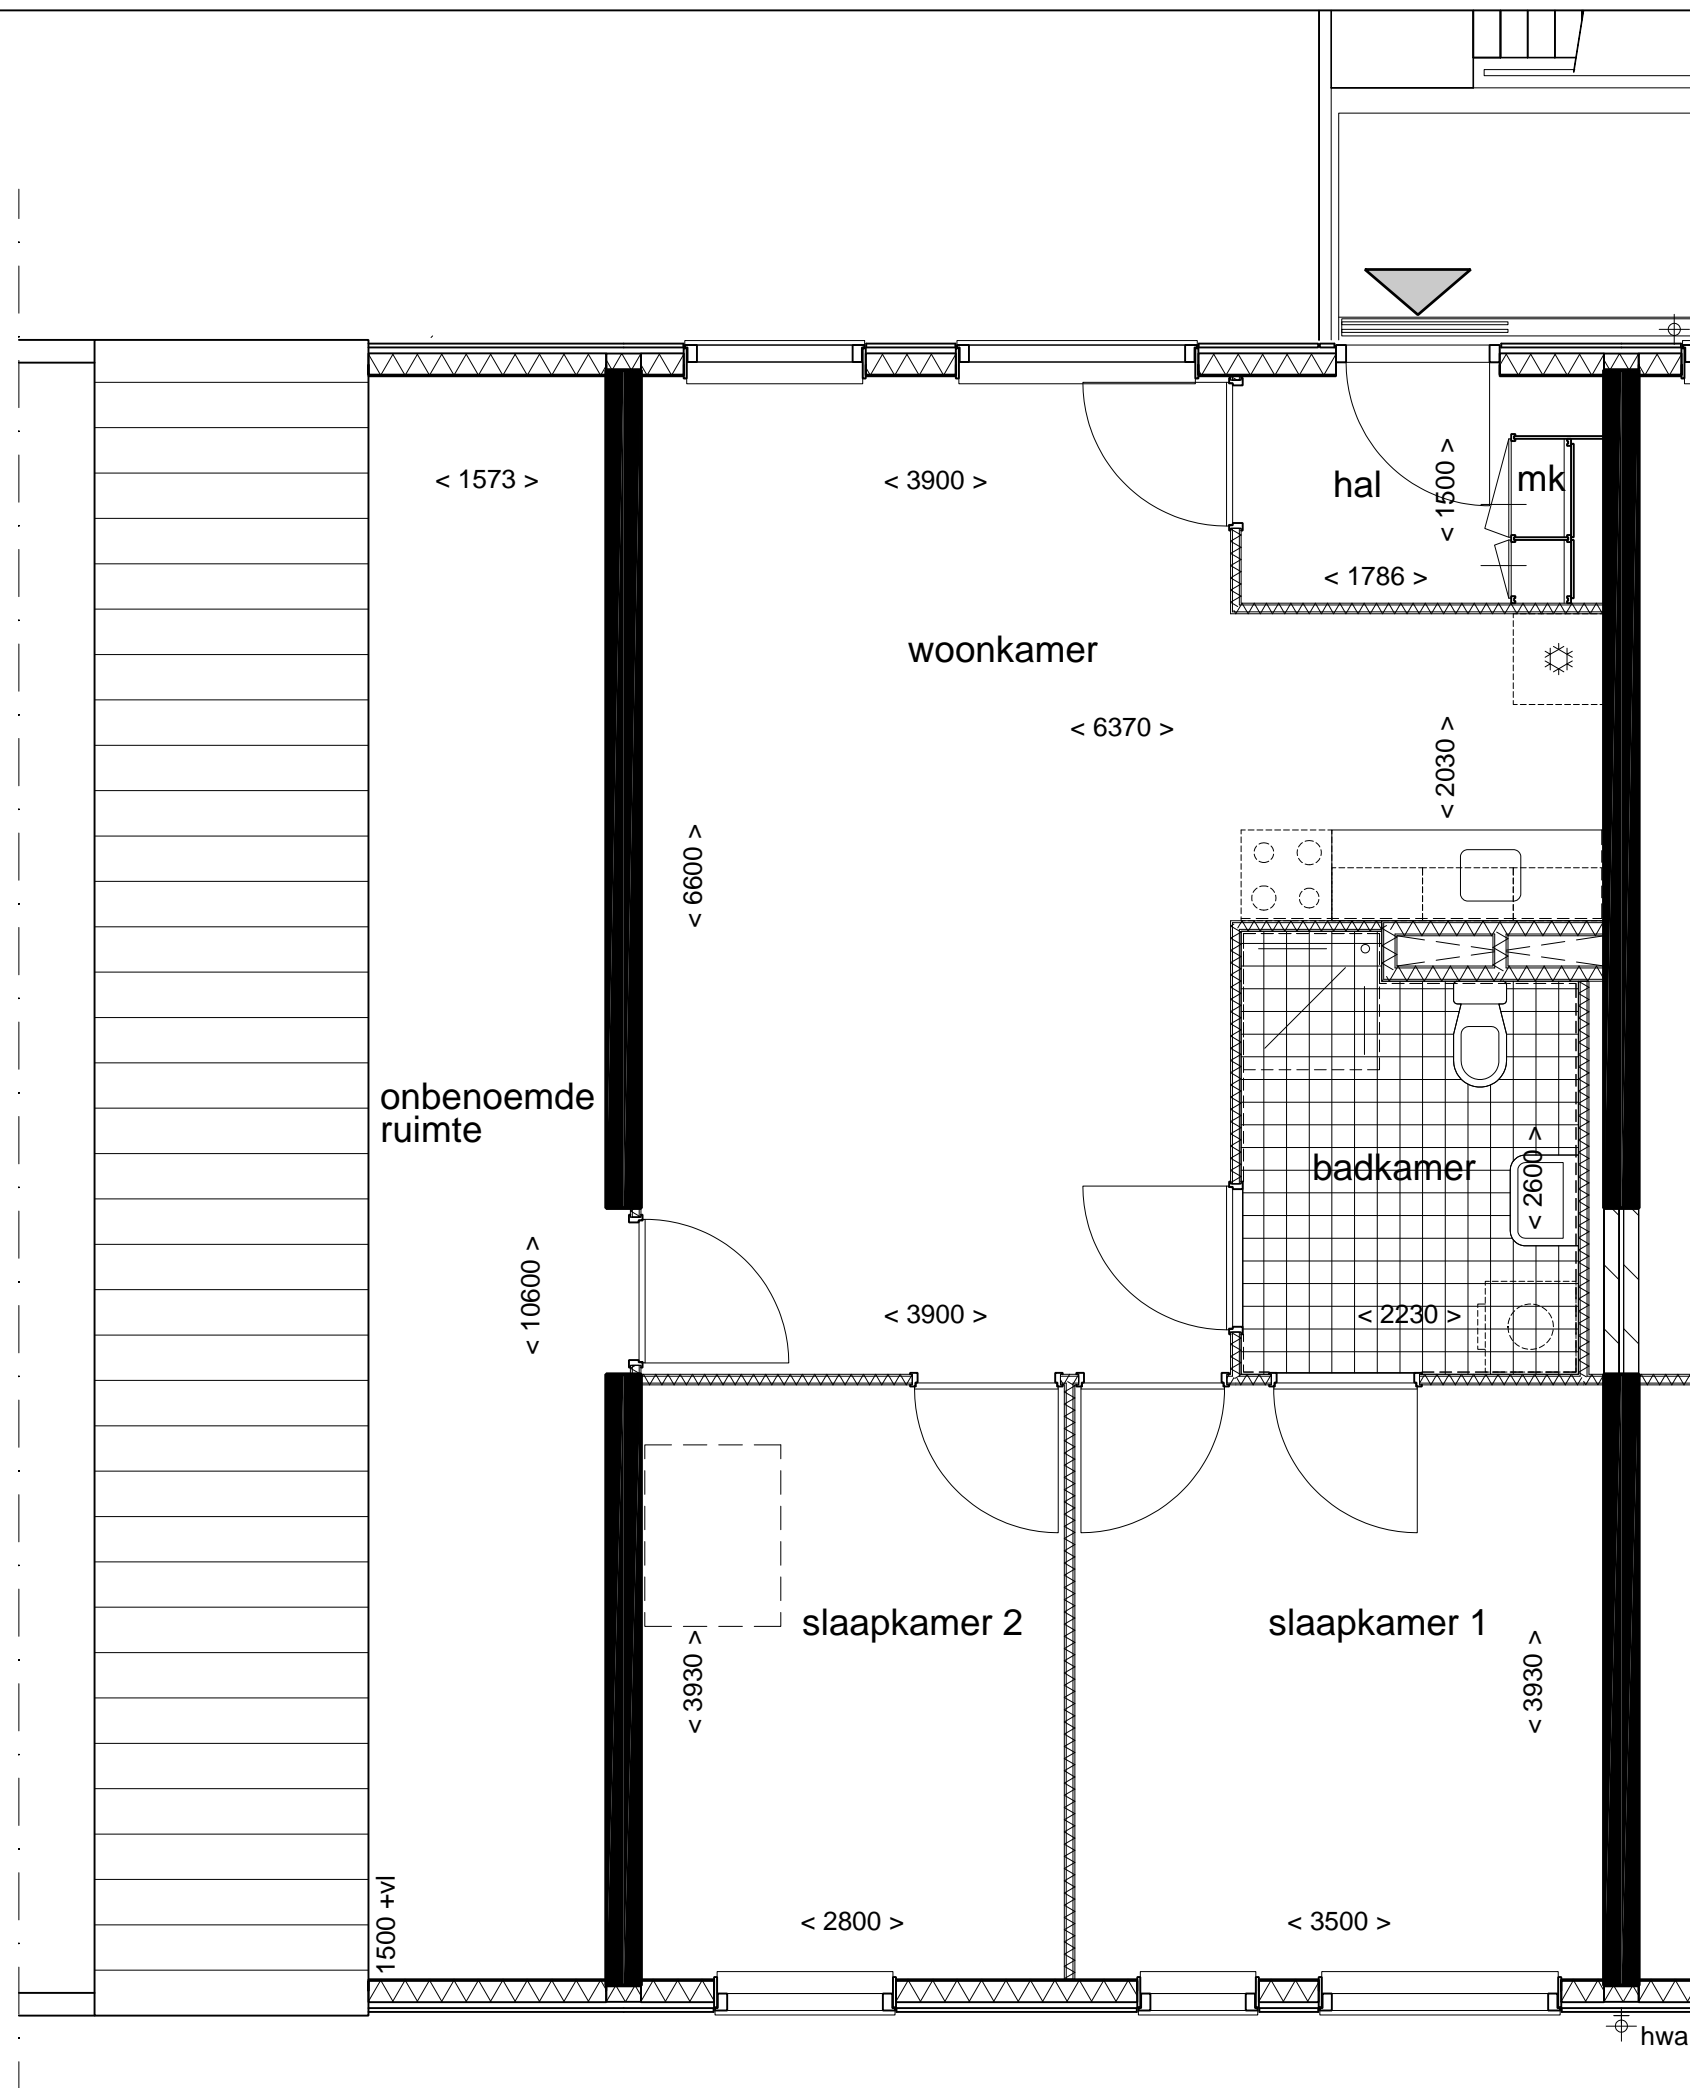 < 1573 >
< 3900 >
hal
< 1500 >
mk
< 1786 >
woonkamer
< 6370 >
< 2030 >
< 6600 >
onbenoemde
ruimte
badkamer
< 2600 >
< 10600 >
< 3900 >
< 2230 >
slaapkamer 2
slaapkamer 1
< 3930 >
< 3930 >
1500 +vl
< 2800 >
< 3500 >
hwa